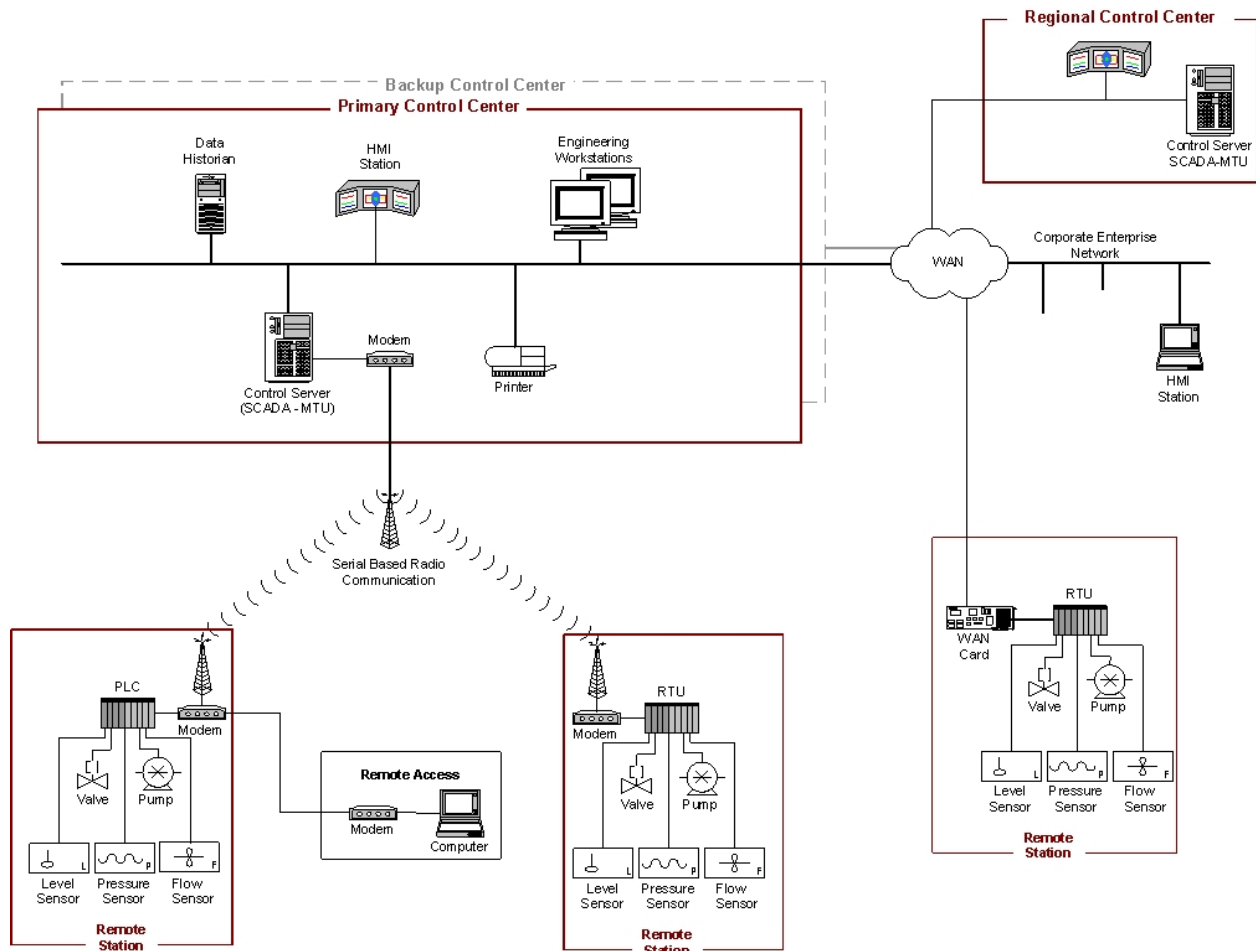 Regional Control Center
Control Server
SCADA-MTU
Backup Control Center
Primary Control Center
Data
Historian
HMI
Station
Engineering
Workstations
Control Server
(SCADA - MTU)
Modem
Printer
WAN
Corporate Enterprise
Network
HMI
Station
Serial Based Radio
Communication
PLC
Modem
Valve
Pump
L
P
F
Level
Sensor
Pressure
Sensor
Flow
Sensor
Remote
Station
Remote Access
Modem
Computer
RTU
Modem
Valve
Pump
L
P
F
Level
Sensor
Pressure
Sensor
Flow
Sensor
Remote
Station
RTU
WAN
Card
Valve
Pump
L
P
F
Level
Sensor
Pressure
Sensor
Flow
Sensor
Remote
Station